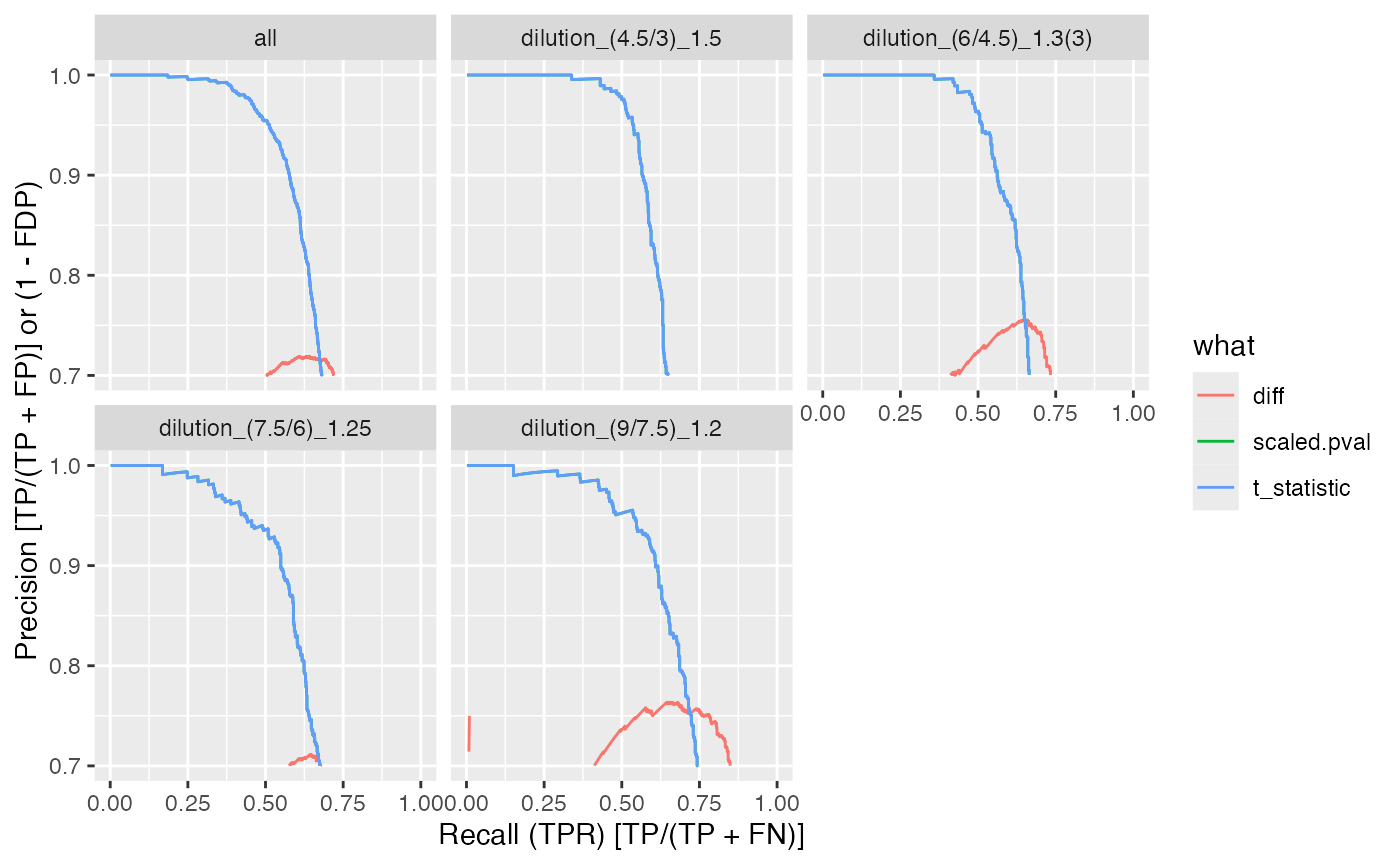 all
dilution_(4.5/3)_1.5
dilution_(6/4.5)_1.3(3)
1.0
0.9
0.8
0.7
0.00 0.25 0.50 0.75 1.00
dilution_(7.5/6)_1.25
dilution_(9/7.5)_1.2
1.0
0.9
0.8
0.7
0.00 0.25 0.50 0.75 1.00
0.00 0.25 0.50 0.75 1.00
Recall (TPR) [TP/(TP + FN)]
Precision [TP/(TP + FP)] or (1 - FDP)
what
diff
scaled.pval
t_statistic